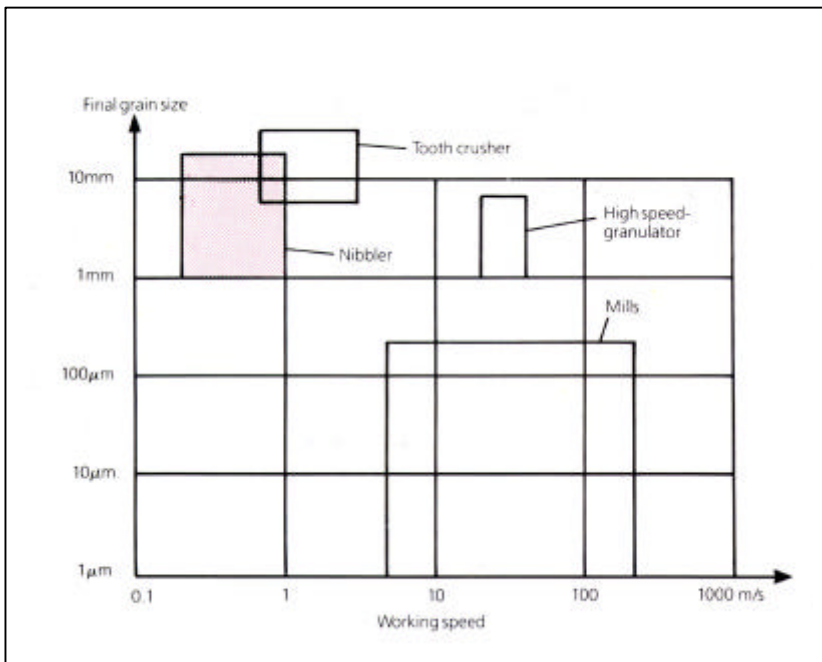 Final grain size
Tooth crusher
10mm
High speed-
granulator
Nibbler
1mm
Mills
100µm
10µm
1µm
0.1 1 10 100 1000 m/s
Working speed